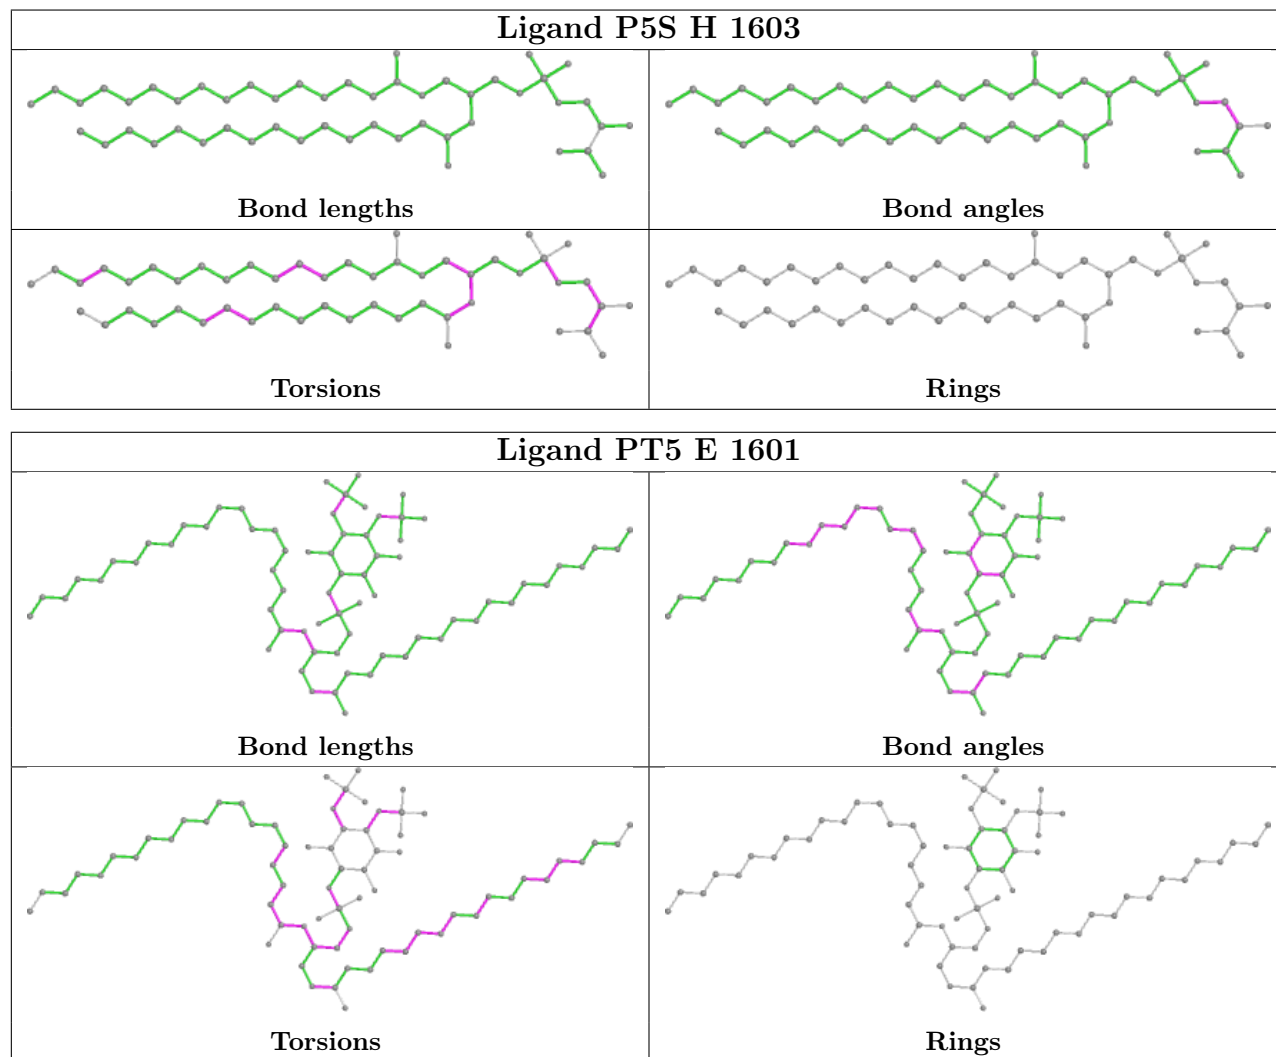 Ligand P5S H 1603
Bond lengths
Bond angles
Torsions
Rings
Ligand PT5 E 1601
Bond lengths
Bond angles
Torsions
Rings